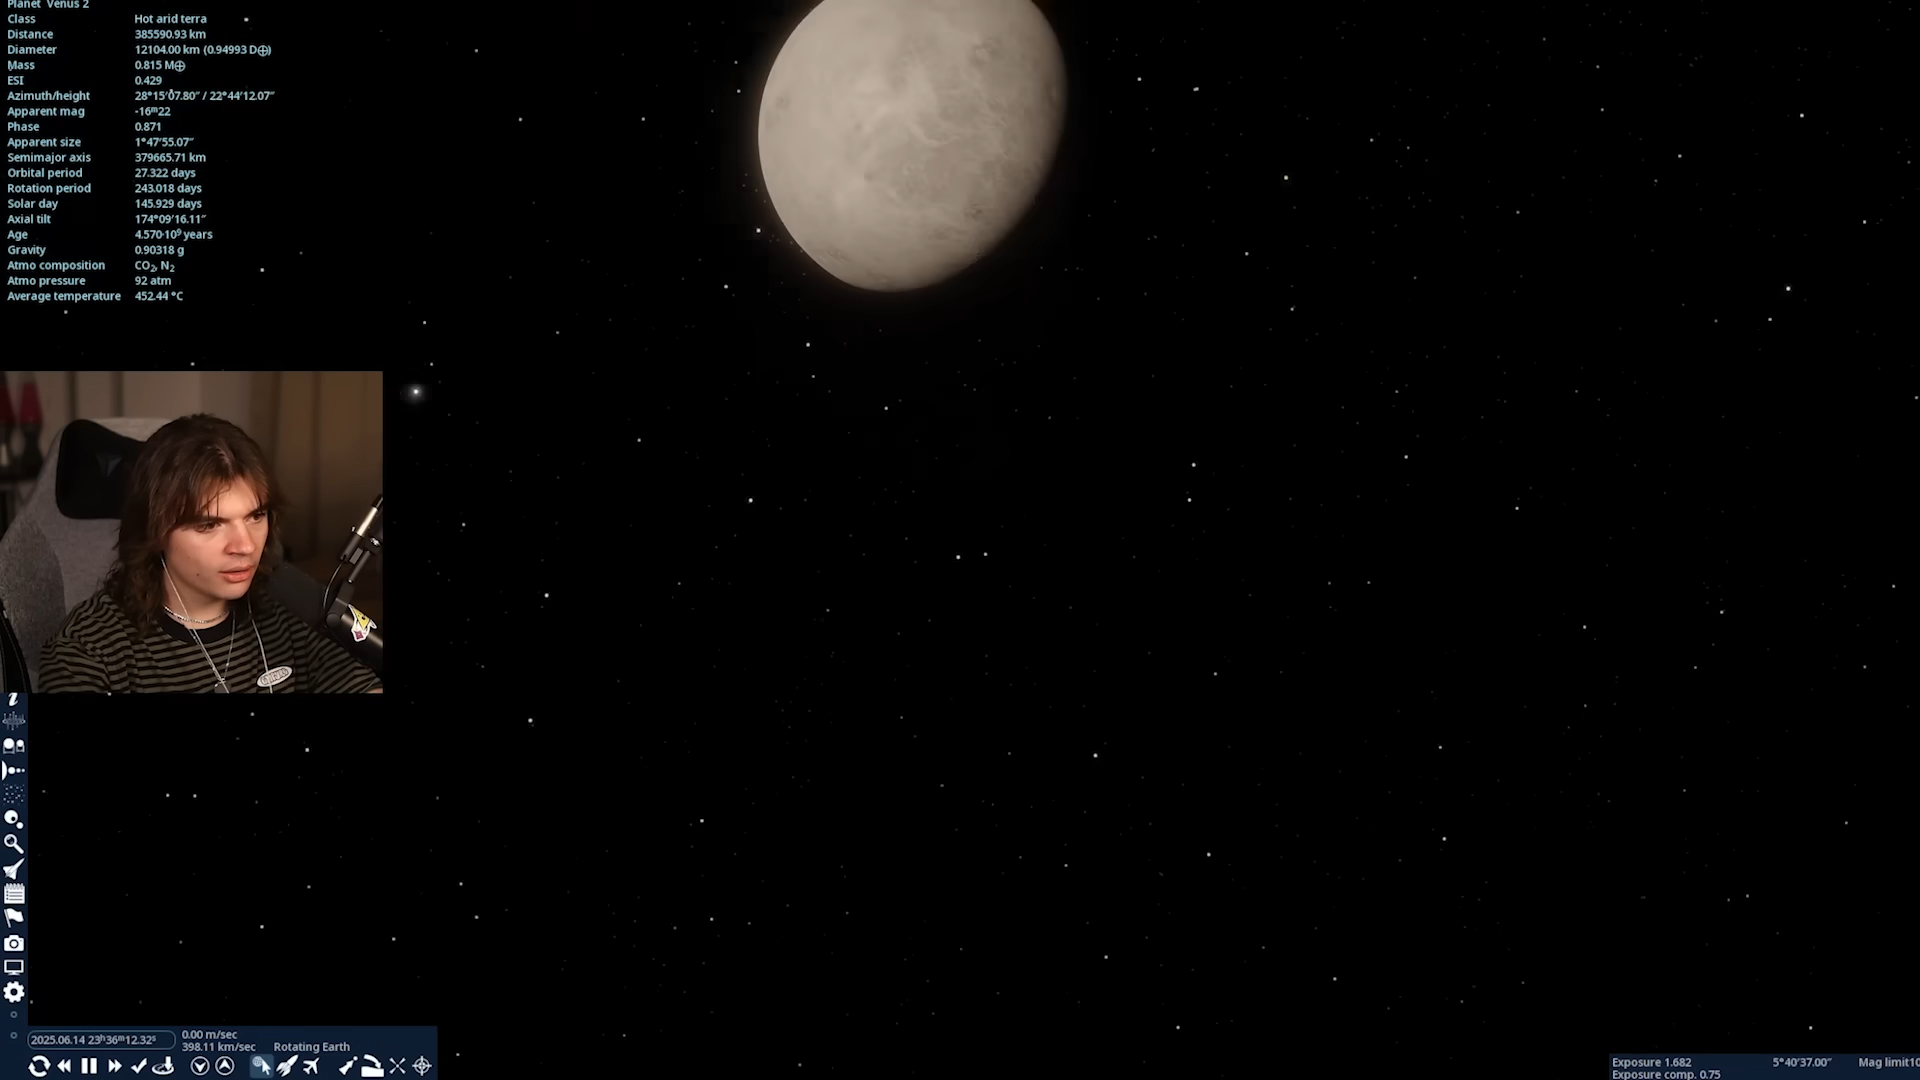 Planet Venus 2
Class Hot arid terra
Distance 385590.93 km
Diameter 12104.00 km (0.94993 D⊕)
Mass 0.815 M⊕
ESI 0.429
Azimuth/height 28°15′07.80″ / 22°44′12.07″
Apparent mag -16ᵐ22
Phase 0.871
Apparent size 1°47′55.07″
Semimajor axis 379665.71 km
Orbital period 27.322 days
Rotation period 243.018 days
Solar day 145.929 days
Axial tilt 174°09′16.11″
Age 4.570·10⁹ years
Gravity 0.90318 g
Atmo composition CO₂, N₂
Atmo pressure 92 atm
Average temperature 452.44 °C
2025.06.14 23ʰ36ᵐ12.32ˢ
0.00 m/sec
398.11 km/sec Rotating Earth
Exposure 1.682 5°40′37.00″ Mag limit10
Exposure comp. 0.75